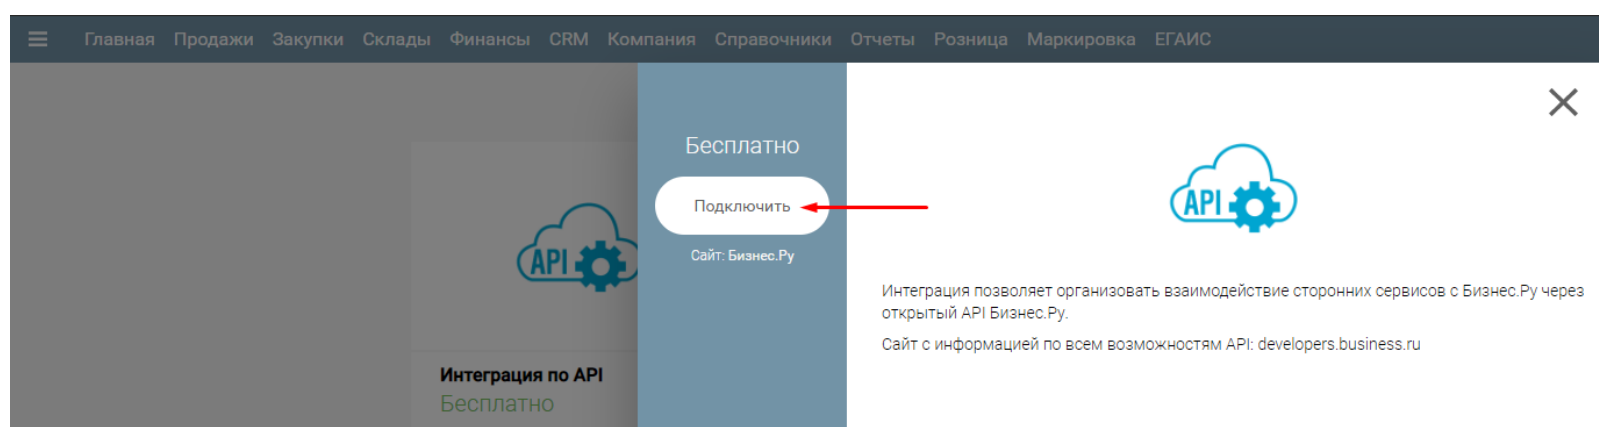 Главная Продажи Закупки Склады Финансы CRM Компания Справочники Отчеты Розница Маркировка ЕГАИС
Бесплатно
Подключить
Сайт: Бизнес.Ру
API
API
Интеграция позволяет организовать взаимодействие сторонних сервисов с Бизнес.Ру через
открытый API Бизнес.Ру.
Сайт с информацией по всем возможностям API: developers.business.ru
Интеграция по API
Бесплатно